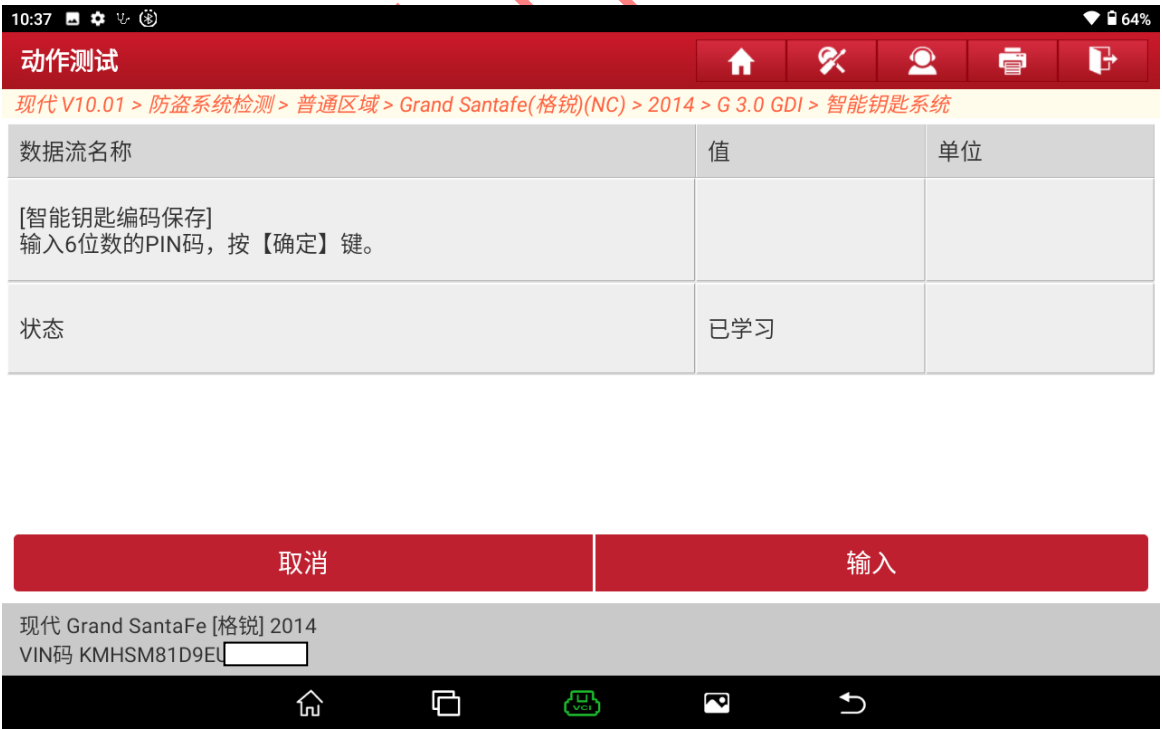 10:37 64%
动作测试
现代 V10.01 > 防盗系统检测 > 普通区域 > Grand Santafe(格锐)(NC) > 2014 > G 3.0 GDI > 智能钥匙系统
数据流名称 值 单位
[智能钥匙编码保存]
输入6位数的PIN码，按【确定】键。
状态 已学习
取消 输入
现代 Grand SantaFe [格锐] 2014
VIN码 KMHSM81D9EU
VCI